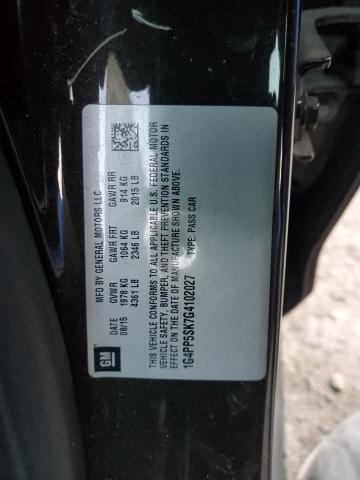 MFD BY GENERAL MOTORS LLC
DATE GVWR GAWR FRT GAWR RR
08/15 1978 KG 1064 KG 914 KG
4361 LB 2346 LB 2015 LB
THIS VEHICLE CONFORMS TO ALL APPLICABLE U.S. FEDERAL MOTOR
VEHICLE SAFETY, BUMPER, AND THEFT PREVENTION STANDARDS IN
EFFECT ON THE DATE OF MANUFACTURE SHOWN ABOVE.
1G4PP5SK7G4102027 TYPE: PASS CAR
GM